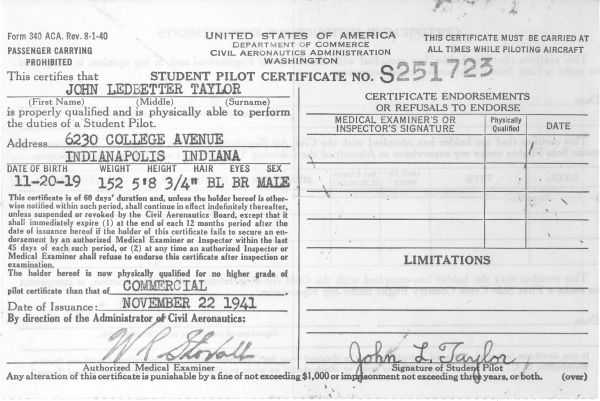 Form 340 ACA. Rev. 8-1-40
PASSENGER CARRYING
PROHIBITED
UNITED STATES OF AMERICA
DEPARTMENT OF COMMERCE
CIVIL AERONAUTICS ADMINISTRATION
WASHINGTON
THIS CERTIFICATE MUST BE CARRIED AT
ALL TIMES WHILE PILOTING AIRCRAFT
This certifies that STUDENT PILOT CERTIFICATE NO. S251723
JOHN LEDBETTER TAYLOR
(First Name) (Middle) (Surname)
is properly qualified and is physically able to perform
the duties of a Student Pilot.
Address 6230 COLLEGE AVENUE
INDIANAPOLIS INDIANA
DATE OF BIRTH WEIGHT HEIGHT HAIR EYES SEX
11-20-19 152 5'8 3/4" BL BR MALE
This certificate is of 60 days' duration and, unless the holder hereof is other-
wise notified within such period, shall continue in effect indefinitely thereafter,
unless suspended or revoked by the Civil Aeronautics Board, except that it
shall immediately expire (1) at the end of each 12 months period after the
date of issuance hereof if the holder of this certificate fails to secure an en-
dorsement by an authorized Medical Examiner or Inspector within the last
45 days of each such period, or (2) at any time an authorized Inspector or
Medical Examiner shall refuse to endorse this certificate after inspection or
examination.
The holder hereof is now physically qualified for no higher grade of
pilot certificate than that of COMMERCIAL
Date of Issuance: NOVEMBER 22 1941
By direction of the Administrator of Civil Aeronautics:
Authorized Medical Examiner
CERTIFICATE ENDORSEMENTS
OR REFUSALS TO ENDORSE
MEDICAL EXAMINER'S OR
INSPECTOR'S SIGNATURE
Physically
Qualified
DATE
LIMITATIONS
John L. Taylor
Signature of Student Pilot
Any alteration of this certificate is punishable by a fine of not exceeding $1,000 or imprisonment not exceeding three years, or both. (over)